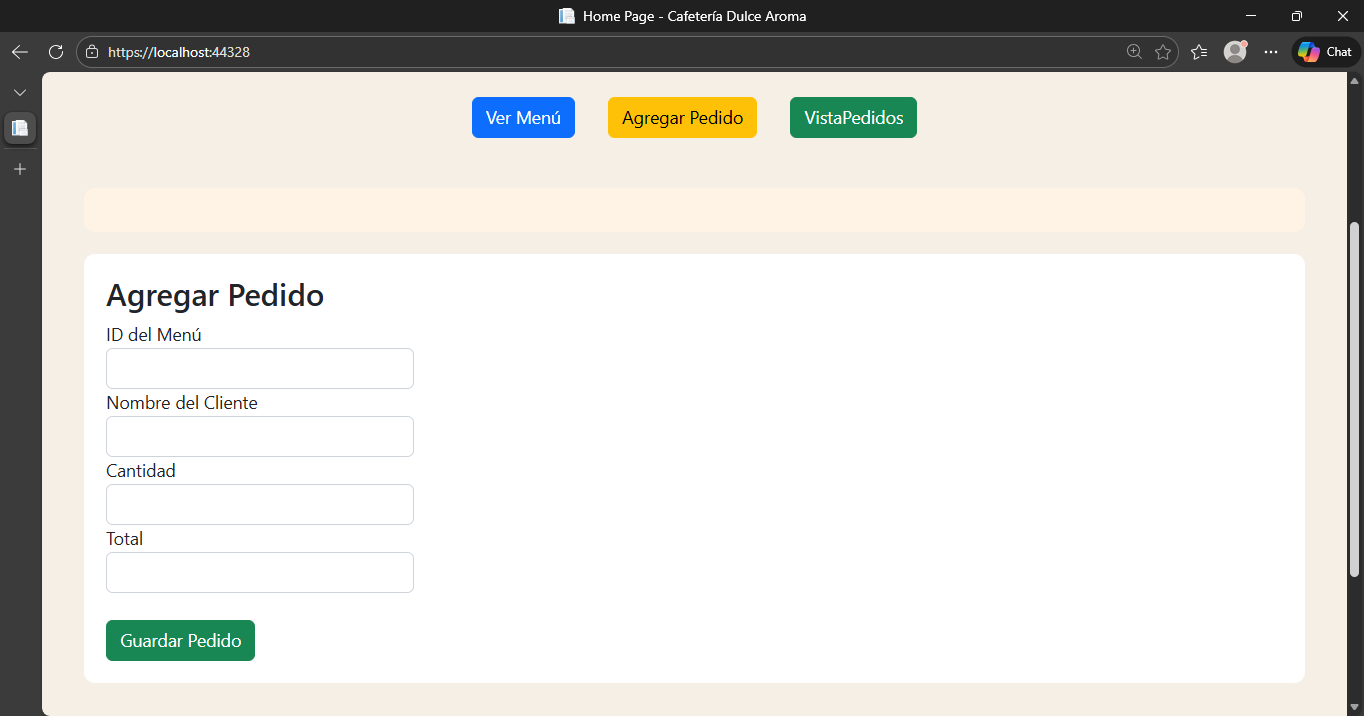 Home Page - Cafetería Dulce Aroma
https://localhost:44328
Chat
Ver Menú
Agregar Pedido
VistaPedidos
Agregar Pedido
ID del Menú
Nombre del Cliente
Cantidad
Total
Guardar Pedido